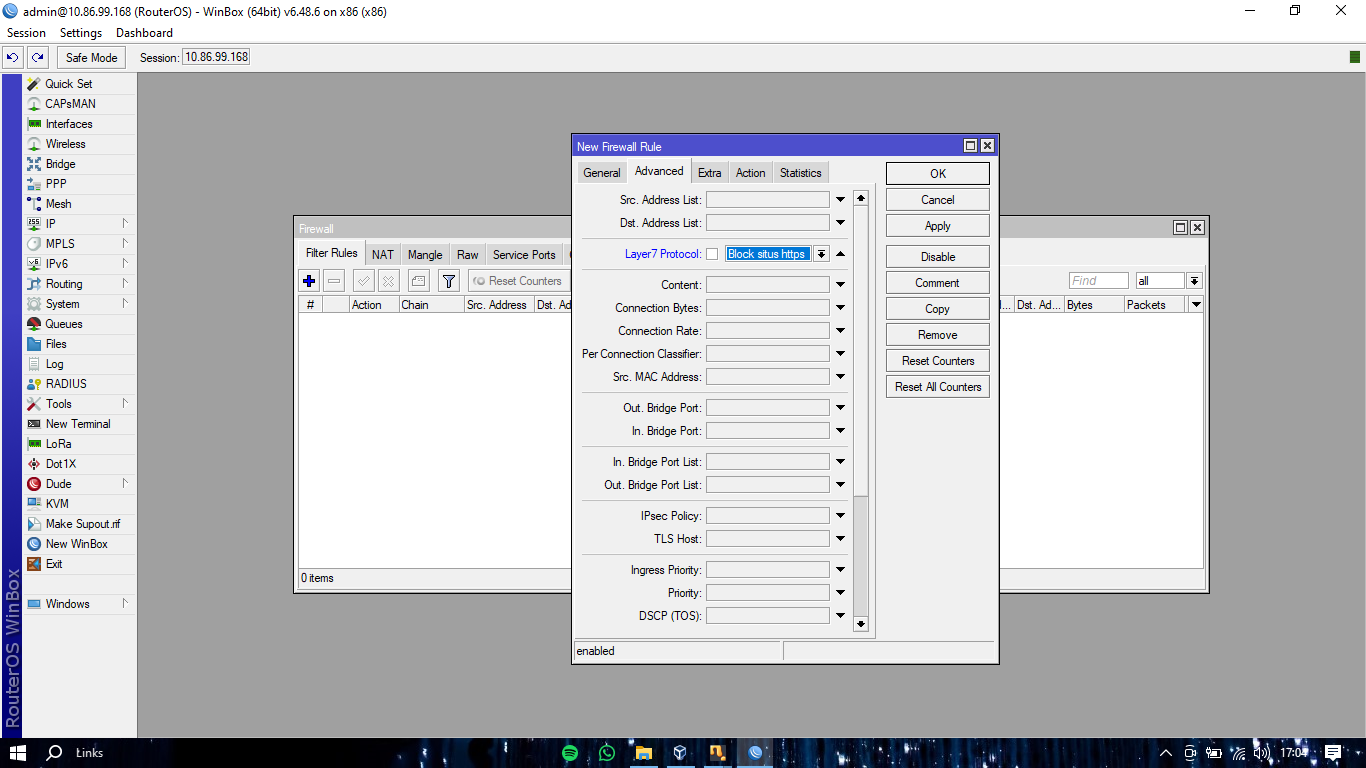 admin@10.86.99.168 (RouterOS) - WinBox (64bit) v6.48.6 on x86 (x86)
Session Settings Dashboard
Safe Mode Session: 10.86.99.168
Quick Set
CAPsMAN
Interfaces
Wireless
Bridge
PPP
Mesh
IP
MPLS
IPv6
Routing
System
Queues
Files
Log
RADIUS
Tools
New Terminal
LoRa
Dot1X
Dude
KVM
Make Supout.rif
New WinBox
Exit
Windows
RouterOS WinBox
Firewall
Filter Rules NAT Mangle Raw Service Ports
Reset Counters Find all
# Action Chain Src. Address Dst. Ad Dst. Ad... Bytes Packets
0 items
New Firewall Rule
General Advanced Extra Action Statistics
Src. Address List:
Dst. Address List:
Layer7 Protocol: Block situs https
Content:
Connection Bytes:
Connection Rate:
Per Connection Classifier:
Src. MAC Address:
Out. Bridge Port:
In. Bridge Port:
In. Bridge Port List:
Out. Bridge Port List:
IPsec Policy:
TLS Host:
Ingress Priority:
Priority:
DSCP (TOS):
enabled
OK
Cancel
Apply
Disable
Comment
Copy
Remove
Reset Counters
Reset All Counters
Łinks
17:04